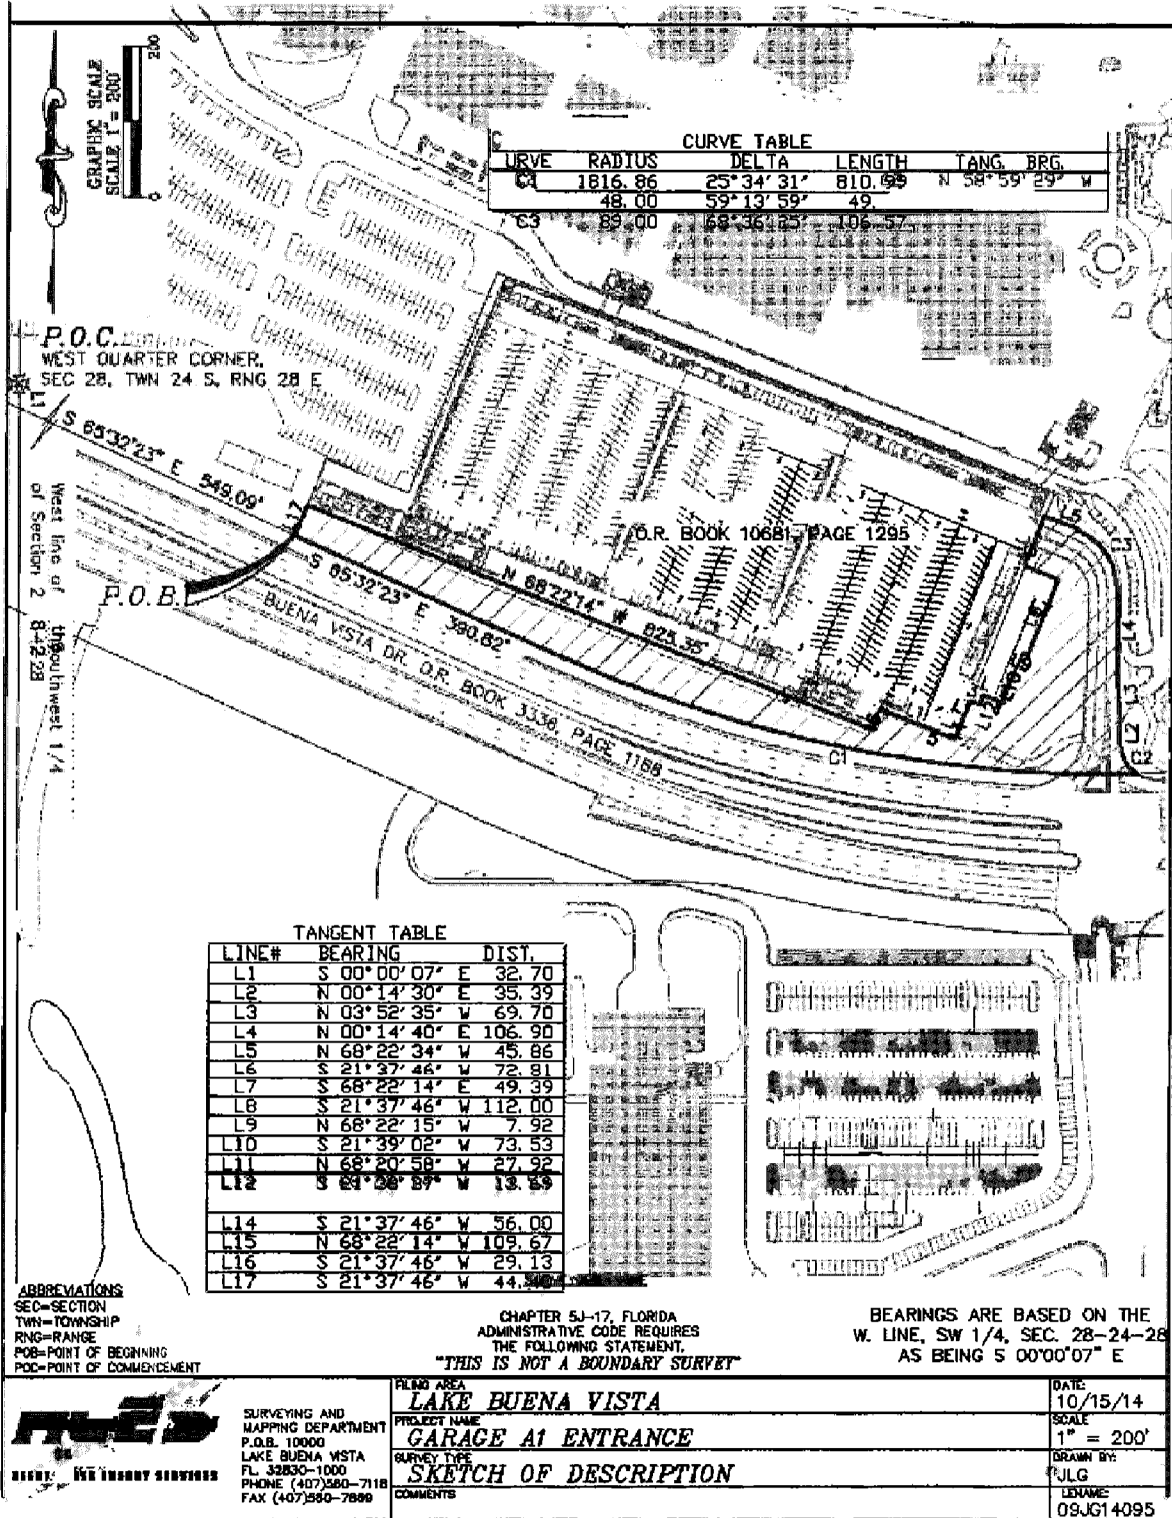 GRAPHIC SCALE
SCALE 1" = 200'
0
200
CURVE TABLE
CURVE RADIUS DELTA LENGTH TANG. BRG.
C1 1816.86 25°34'31" 810.99 N 58°59'29" W
48.00 59°13'59" 49.
C3 89.00 68°36'25" 106.57
P.O.C.
WEST QUARTER CORNER,
SEC 28, TWN 24 S, RNG 28 E
L1
S 65°32'23" E 549.09'
L17
West line of the Southwest 1/4
of Section 28-24-28
P.O.B.
S 65°32'23" E 390.82'
N 68°22'14" W 825.35'
BUENA VISTA DR. O.R. BOOK 3338, PAGE 1168
O.R. BOOK 10681, PAGE 1295
L5
C3
L4
L3
L2
C2
C1
TANGENT TABLE
LINE# BEARING DIST.
L1 S 00°00'07" E 32.70
L2 N 00°14'30" E 35.39
L3 N 03°52'35" W 69.70
L4 N 00°14'40" E 106.90
L5 N 68°22'34" W 45.86
L6 S 21°37'46" W 72.81
L7 S 68°22'14" E 49.39
L8 S 21°37'46" W 112.00
L9 N 68°22'15" W 7.92
L10 S 21°39'02" W 73.53
L11 N 68°20'58" W 27.92
L12 S W 13.
L14 S 21°37'46" W 56.00
L15 N 68°22'14" W 109.67
L16 S 21°37'46" W 29.13
L17 S 21°37'46" W 44.
ABBREVIATIONS
SEC=SECTION
TWN=TOWNSHIP
RNG=RANGE
POB=POINT OF BEGINNING
POC=POINT OF COMMENCEMENT
CHAPTER 5J-17, FLORIDA
ADMINISTRATIVE CODE REQUIRES
THE FOLLOWING STATEMENT.
"THIS IS NOT A BOUNDARY SURVEY"
BEARINGS ARE BASED ON THE
W. LINE, SW 1/4, SEC. 28-24-28
AS BEING S 00°00'07" E
SURVEYING AND
MAPPING DEPARTMENT
P.O.B. 10000
LAKE BUENA VISTA
FL. 32830-1000
PHONE (407)560-7118
FAX (407)560-7889
FILING AREA
LAKE BUENA VISTA
PROJECT NAME
GARAGE A1 ENTRANCE
SURVEY TYPE
SKETCH OF DESCRIPTION
COMMENTS
DATE:
10/15/14
SCALE
1" = 200'
DRAWN BY:
JLG
09JG14095